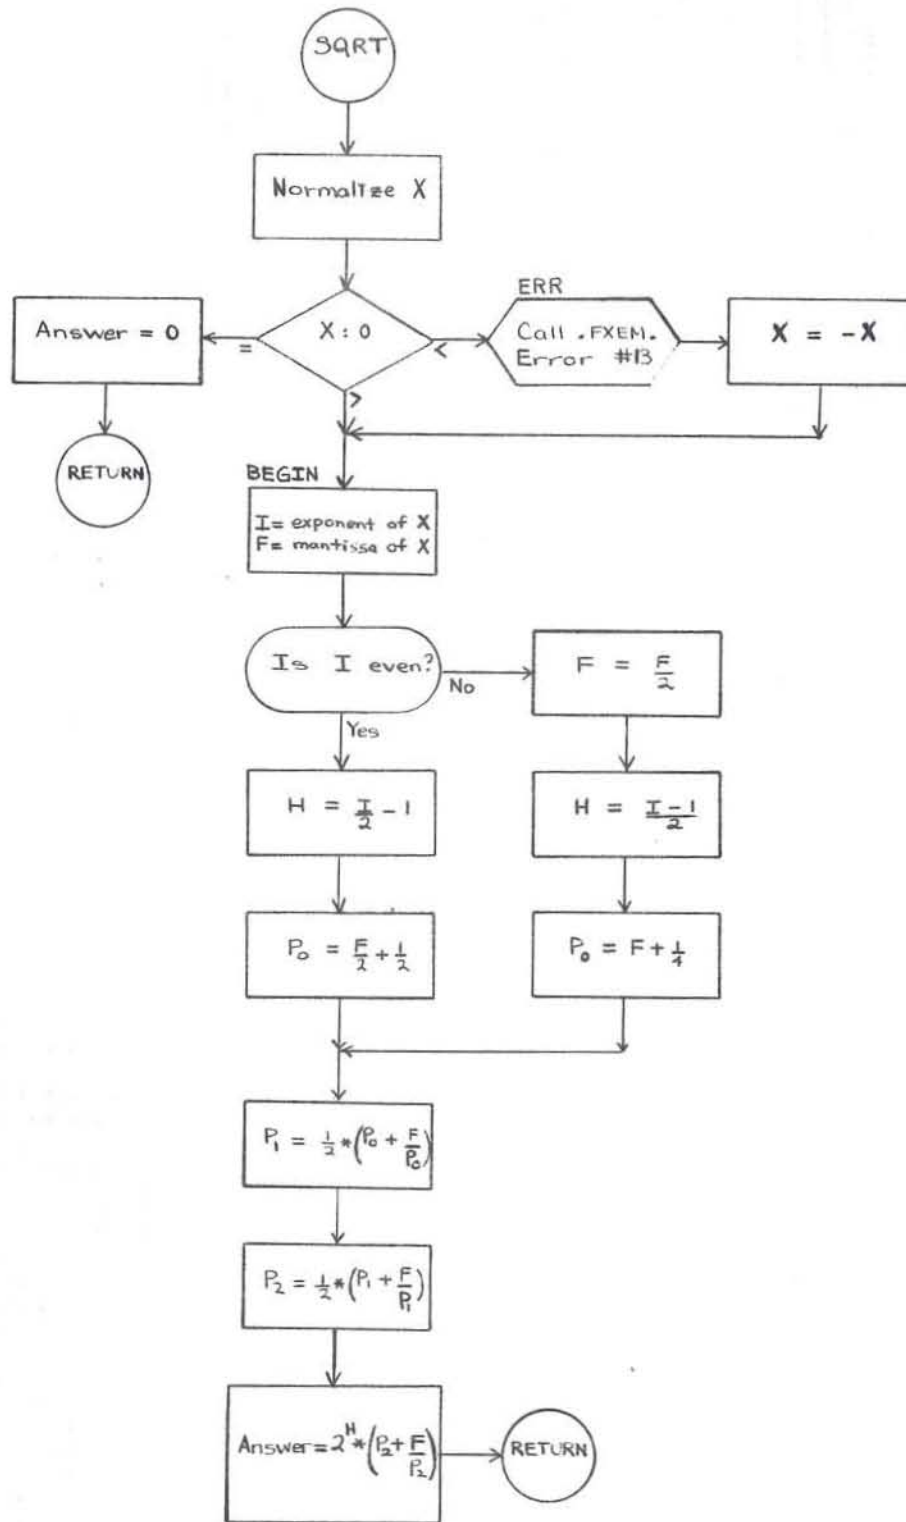 SQRT
Normalize X
X : 0
=
<
>
Answer = 0
RETURN
ERR
Call .FXEM.
Error #13
X = -X
BEGIN
I = exponent of X
F = mantissa of X
Is I even?
No
Yes
F = F/2
H = I/2 - 1
H = (I - 1)/2
P₀ = F/2 + 1/2
P₀ = F + 1/4
P₁ = 1/2 * (P₀ + F/P₀)
P₂ = 1/2 * (P₁ + F/P₁)
Answer = 2^H * (P₂ + F/P₂)
RETURN